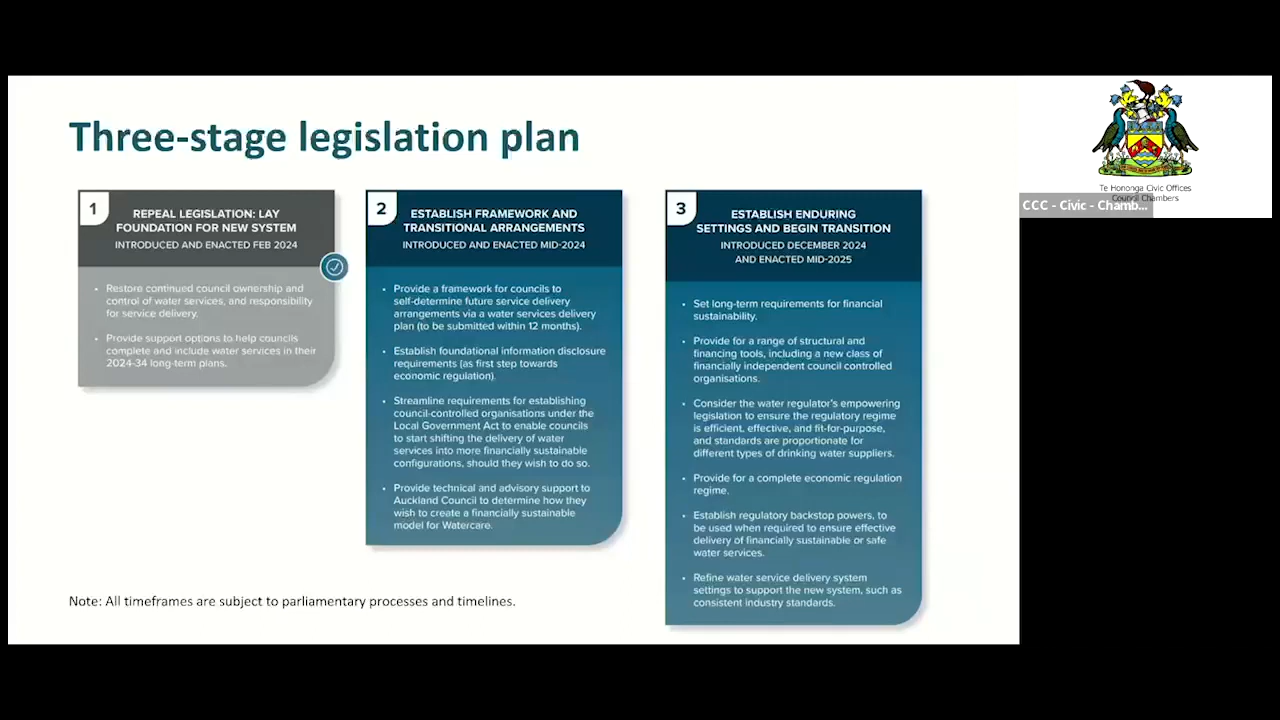 Three-stage legislation plan
1
REPEAL LEGISLATION: LAY
FOUNDATION FOR NEW SYSTEM
INTRODUCED AND ENACTED FEB 2024
• Restore continued council ownership and
control of water services, and responsibility
for service delivery.
• Provide support options to help councils
complete and include water services in their
2024-34 long-term plans.
2
ESTABLISH FRAMEWORK AND
TRANSITIONAL ARRANGEMENTS
INTRODUCED AND ENACTED MID-2024
• Provide a framework for councils to
self-determine future service delivery
arrangements via a water services delivery
plan (to be submitted within 12 months).
• Establish foundational information disclosure
requirements (as first step towards
economic regulation).
• Streamline requirements for establishing
council-controlled organisations under the
Local Government Act to enable councils
to start shifting the delivery of water
services into more financially sustainable
configurations, should they wish to do so.
• Provide technical and advisory support to
Auckland Council to determine how they
wish to create a financially sustainable
model for Watercare.
3
ESTABLISH ENDURING
SETTINGS AND BEGIN TRANSITION
INTRODUCED DECEMBER 2024
AND ENACTED MID-2025
• Set long-term requirements for financial
sustainability.
• Provide for a range of structural and
financing tools, including a new class of
financially independent council controlled
organisations.
• Consider the water regulator's empowering
legislation to ensure the regulatory regime
is efficient, effective, and fit-for-purpose,
and standards are proportionate for
different types of drinking water suppliers.
• Provide for a complete economic regulation
regime.
• Establish regulatory backstop powers, to
be used when required to ensure effective
delivery of financially sustainable or safe
water services.
• Refine water service delivery system
settings to support the new system, such as
consistent industry standards.
Note: All timeframes are subject to parliamentary processes and timelines.
Te Hononga Civic Offices
Council Chambers
CCC - Civic - Chamb...